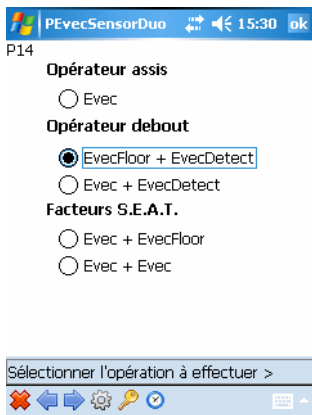 PEvecSensorDuo 15:30 ok
P14
Opérateur assis
Evec
Opérateur debout
EvecFloor + EvecDetect
Evec + EvecDetect
Facteurs S.E.A.T.
Evec + EvecFloor
Evec + Evec
Sélectionner l'opération à effectuer >